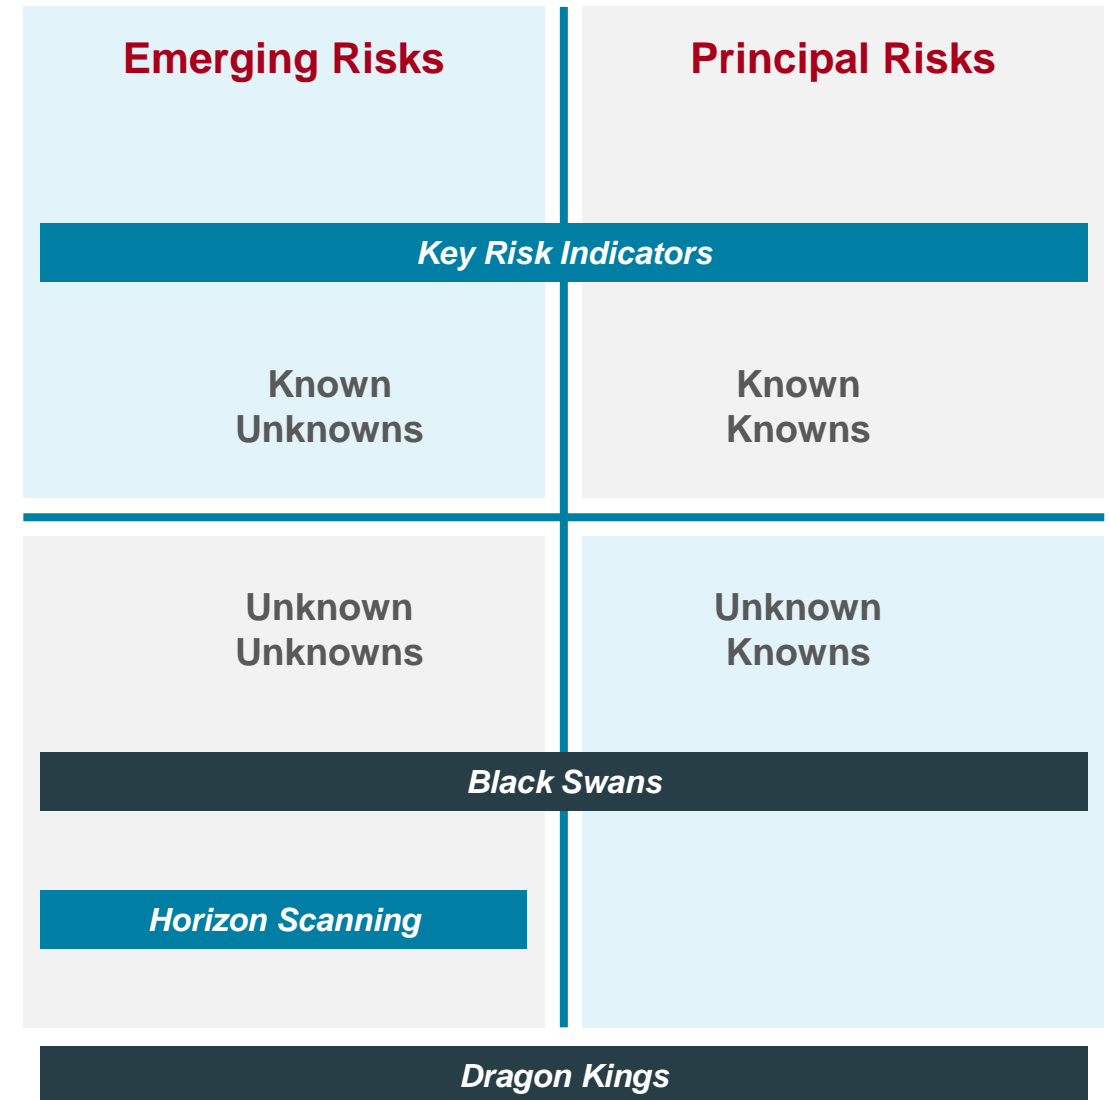 Emerging Risks
Principal Risks
Key Risk Indicators
Known
Unknowns
Known
Knowns
Unknown
Unknowns
Unknown
Knowns
Black Swans
Horizon Scanning
Dragon Kings